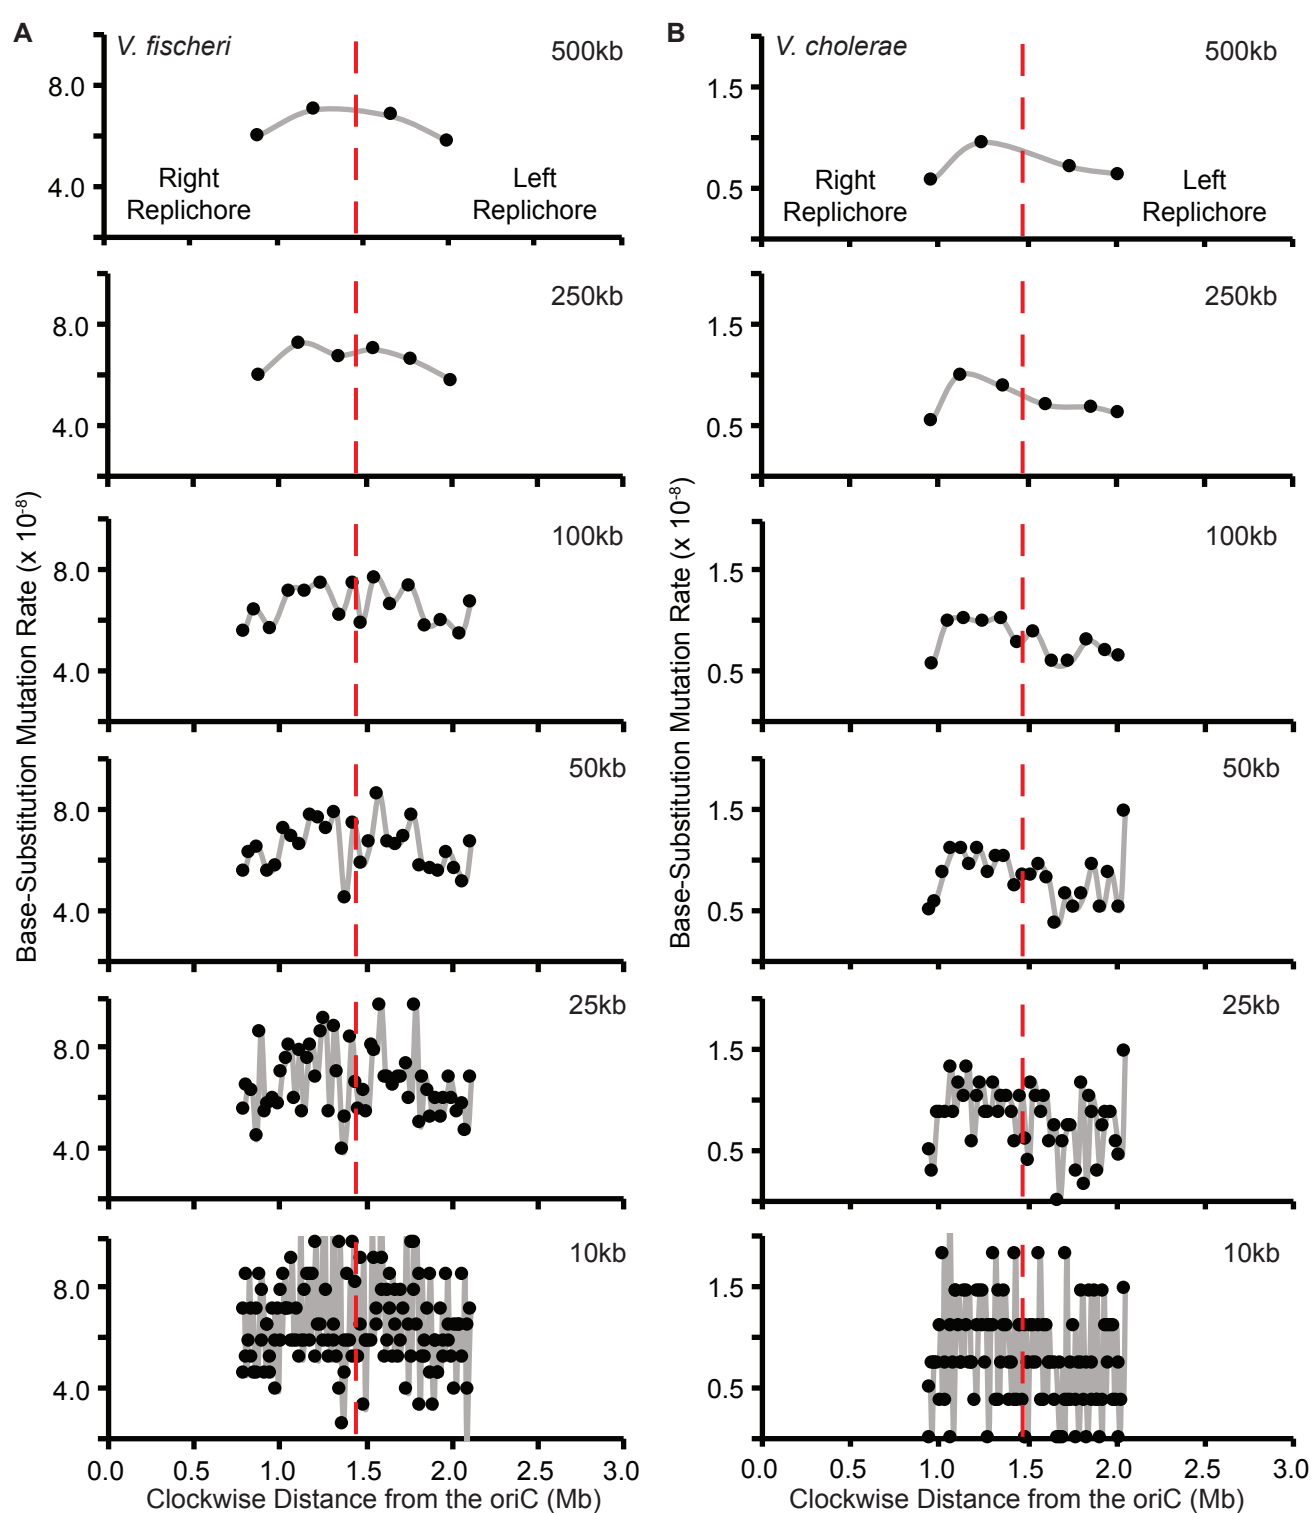 A
V. fischeri
500kb
8.0
4.0
Right
Replichore
Left
Replichore
250kb
8.0
4.0
100kb
8.0
4.0
50kb
8.0
4.0
25kb
8.0
4.0
10kb
8.0
4.0
0.0 0.5 1.0 1.5 2.0 2.5 3.0
Clockwise Distance from the oriC (Mb)
Base-Substitution Mutation Rate (x 10⁻⁸)
B
V. cholerae
500kb
1.5
0.5
Right
Replichore
Left
Replichore
250kb
1.5
0.5
100kb
1.5
0.5
50kb
1.5
0.5
25kb
1.5
0.5
10kb
1.5
0.5
0.0 0.5 1.0 1.5 2.0 2.5 3.0
Clockwise Distance from the oriC (Mb)
Base-Substitution Mutation Rate (x 10⁻⁸)